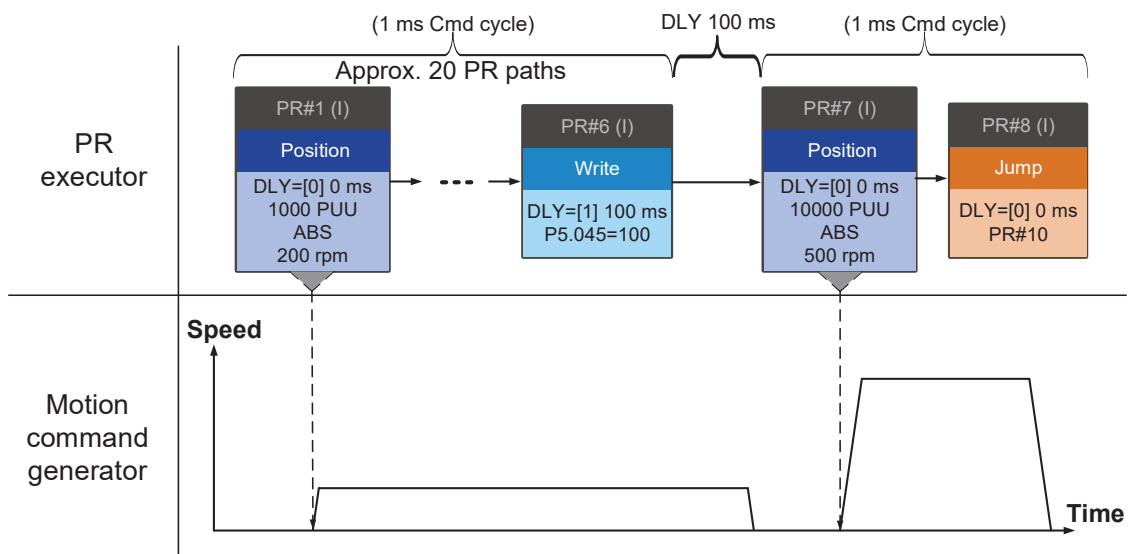 (1 ms Cmd cycle)
DLY 100 ms
(1 ms Cmd cycle)
Approx. 20 PR paths
PR
executor
PR#1 (I)
Position
DLY=[0] 0 ms
1000 PUU
ABS
200 rpm
PR#6 (I)
Write
DLY=[1] 100 ms
P5.045=100
PR#7 (I)
Position
DLY=[0] 0 ms
10000 PUU
ABS
500 rpm
PR#8 (I)
Jump
DLY=[0] 0 ms
PR#10
Motion
command
generator
Speed
Time